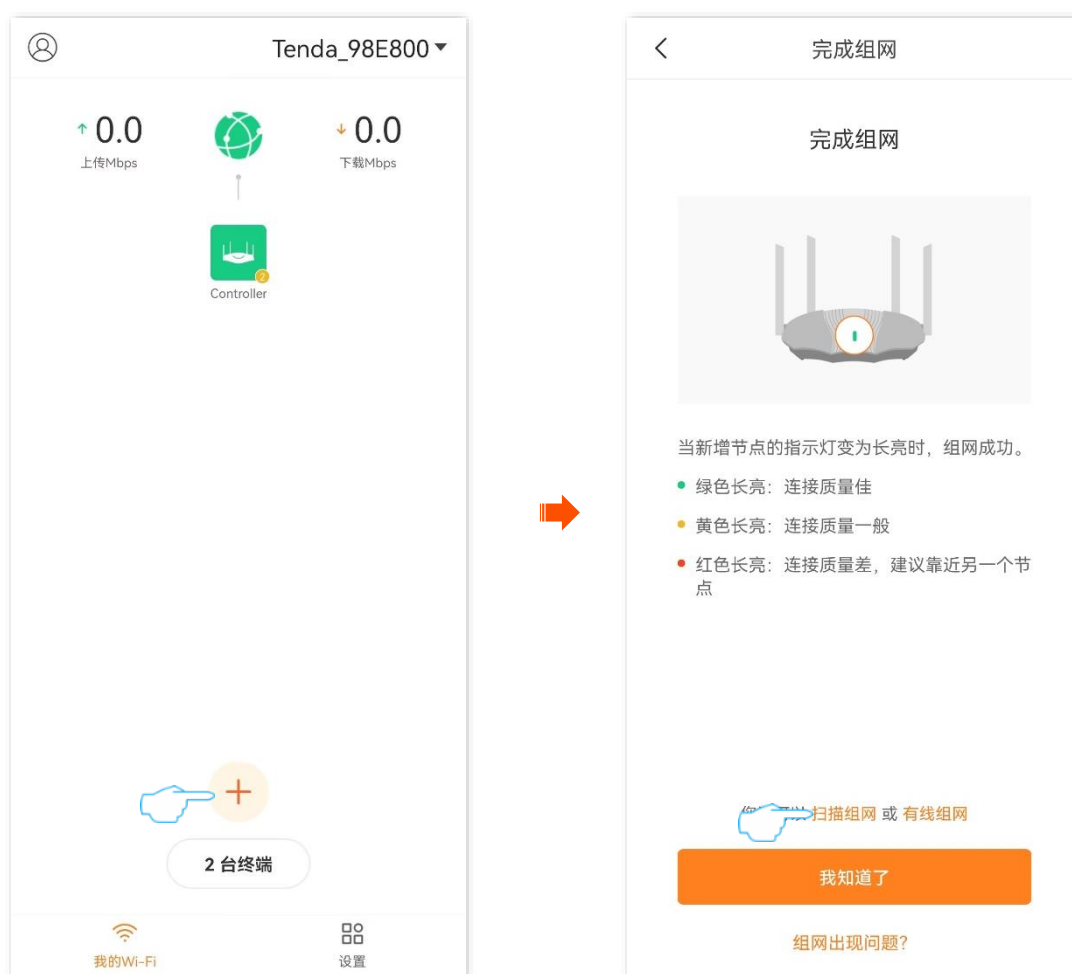 Tenda_98E800
↑ 0.0
上传Mbps
↓ 0.0
下载Mbps
2
Controller
2 台终端
我的Wi-Fi
设置
完成组网
完成组网
当新增节点的指示灯变为长亮时，组网成功。
• 绿色长亮：连接质量佳
• 黄色长亮：连接质量一般
• 红色长亮：连接质量差，建议靠近另一个节
点
扫描组网 或 有线组网
我知道了
组网出现问题?